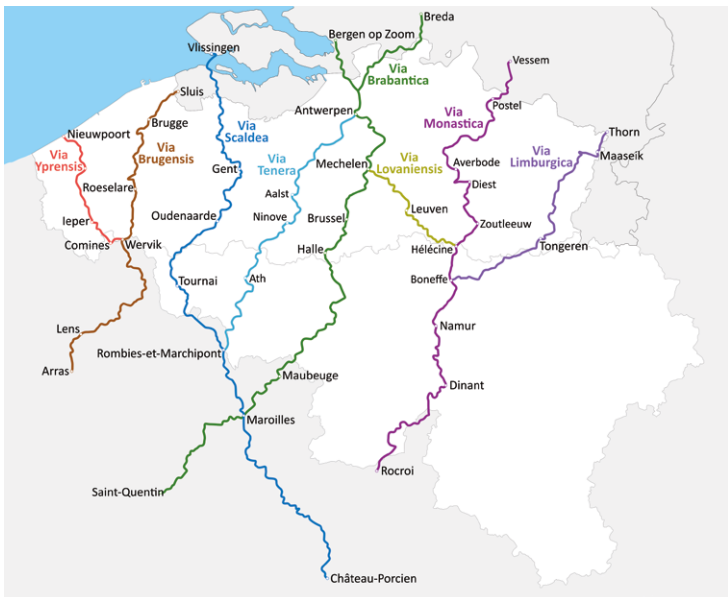 Breda
Bergen op Zoom
Vlissingen
Vessem
Via
Brabantica
Sluis
Postel
Antwerpen
Via
Monastica
Brugge
Nieuwpoort
Via
Scaldea
Thorn
Via
Brugensis
Via
Yprensis
Via
Tenera
Mechelen
Via
Lovaniensis
Averbode
Via
Limburgica
Maaseik
Gent
Roeselare
Diest
Aalst
Leuven
Ieper
Oudenaarde
Ninove
Brussel
Zoutleeuw
Comines
Wervik
Halle
Hélécine
Tongeren
Tournai
Ath
Boneffe
Lens
Namur
Rombies-et-Marchipont
Arras
Maubeuge
Dinant
Maroilles
Rocroi
Saint-Quentin
Château-Porcien